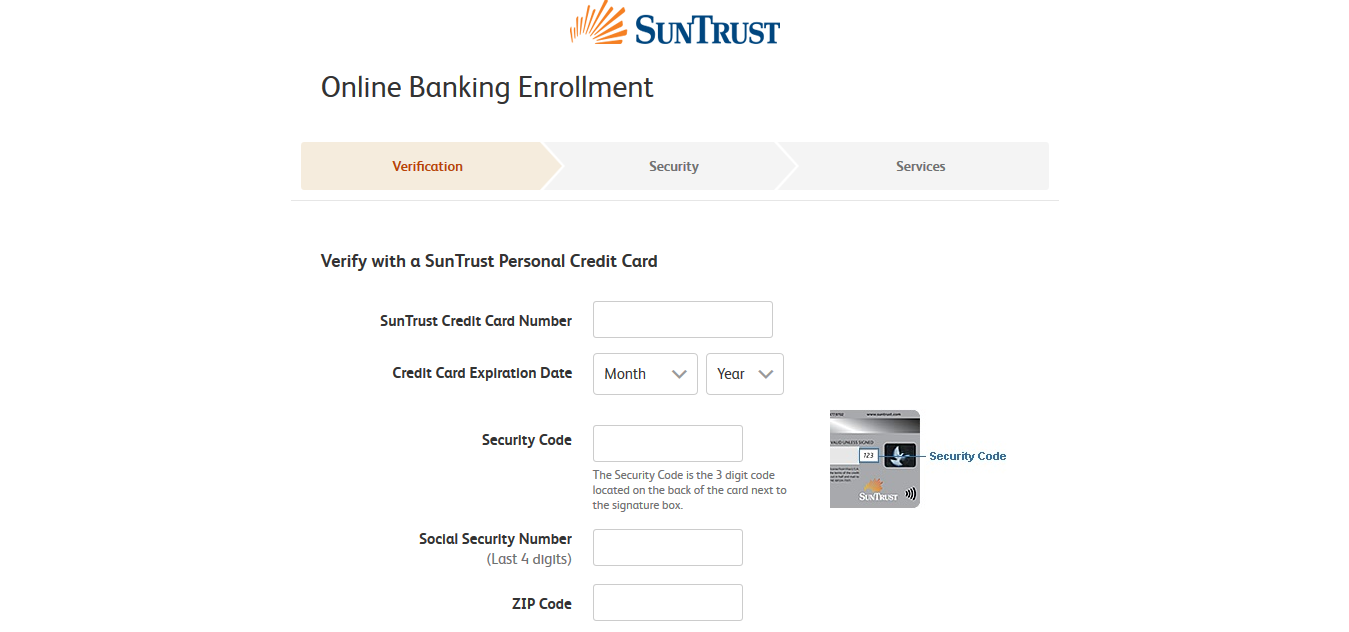 SUNTRUST
Online Banking Enrollment
Verification
Security
Services
Verify with a SunTrust Personal Credit Card
SunTrust Credit Card Number
Credit Card Expiration Date
Month
Year
Security Code
The Security Code is the 3 digit code
located on the back of the card next to
the signature box.
www.suntrust.com
VALID UNLESS SIGNED
123
SUNTRUST
Security Code
Social Security Number
(Last 4 digits)
ZIP Code